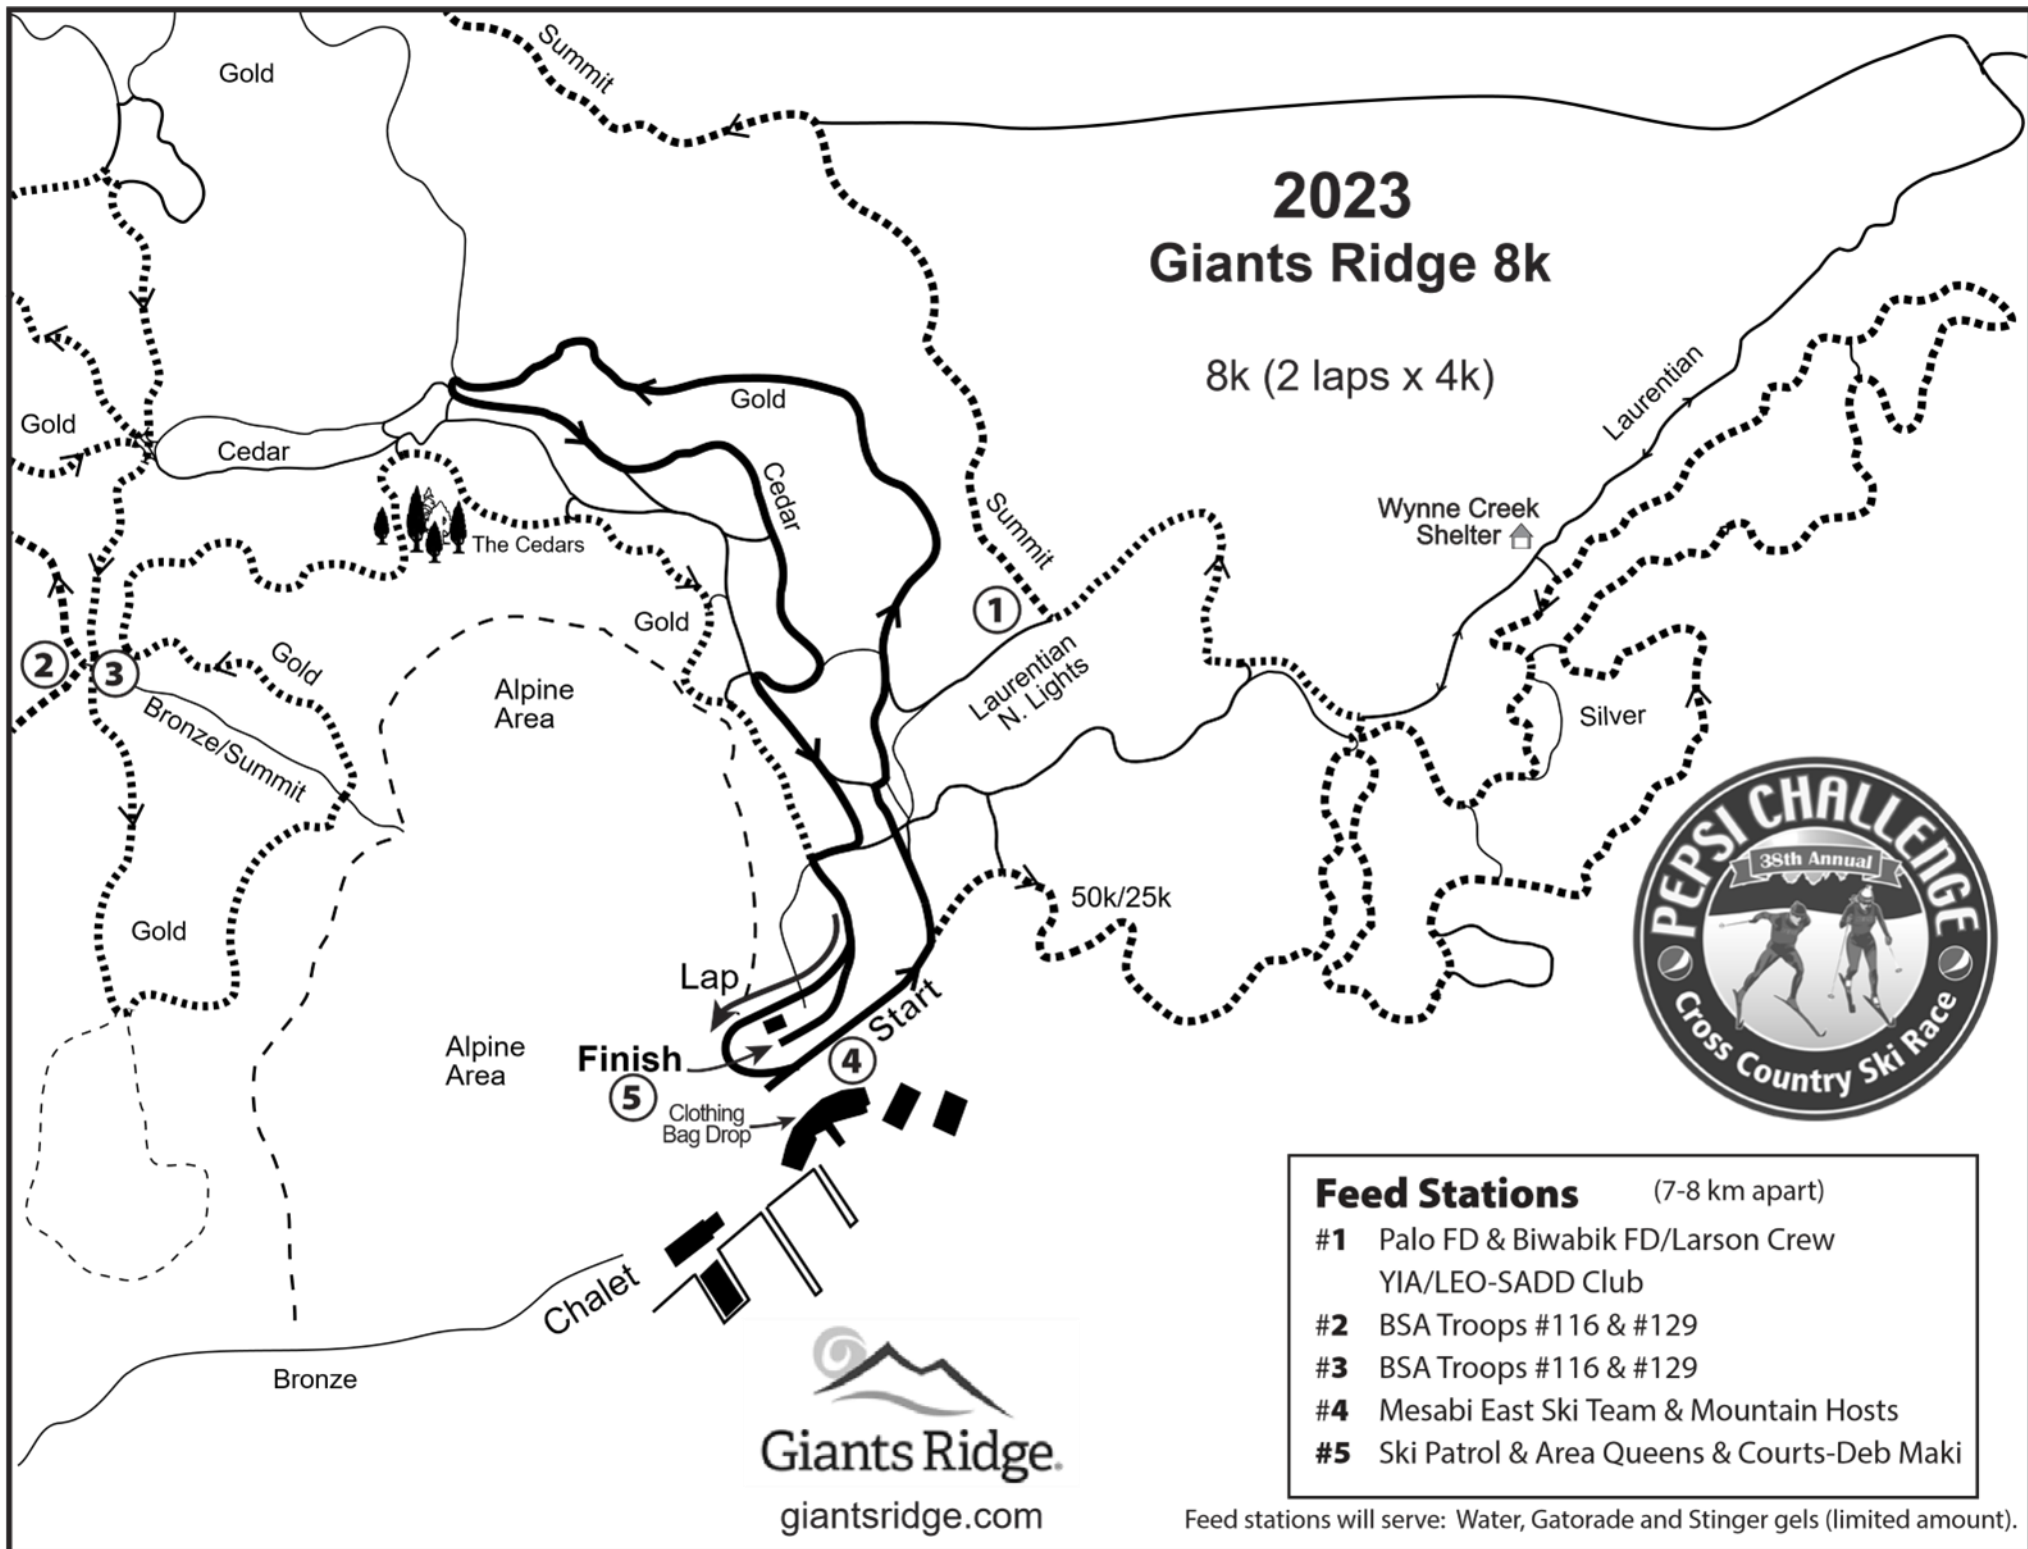 Summit
Gold
2023
Giants Ridge 8k
8k (2 laps x 4k)
Gold
Gold
Cedar
Cedar
Laurentian
Summit
Wynne Creek
Shelter
The Cedars
1
Gold
2
3
Gold
Bronze/Summit
Alpine
Area
Laurentian
N. Lights
Silver
50k/25k
Gold
Lap
Start
Alpine
Area
Finish
4
5
Clothing
Bag Drop
PEPSI CHALLENGE
38th Annual
Cross Country Ski Race
Chalet
Bronze
Giants Ridge.
giantsridge.com
Feed Stations (7-8 km apart)
#1 Palo FD & Biwabik FD/Larson Crew
YIA/LEO-SADD Club
#2 BSA Troops #116 & #129
#3 BSA Troops #116 & #129
#4 Mesabi East Ski Team & Mountain Hosts
#5 Ski Patrol & Area Queens & Courts-Deb Maki
Feed stations will serve: Water, Gatorade and Stinger gels (limited amount).